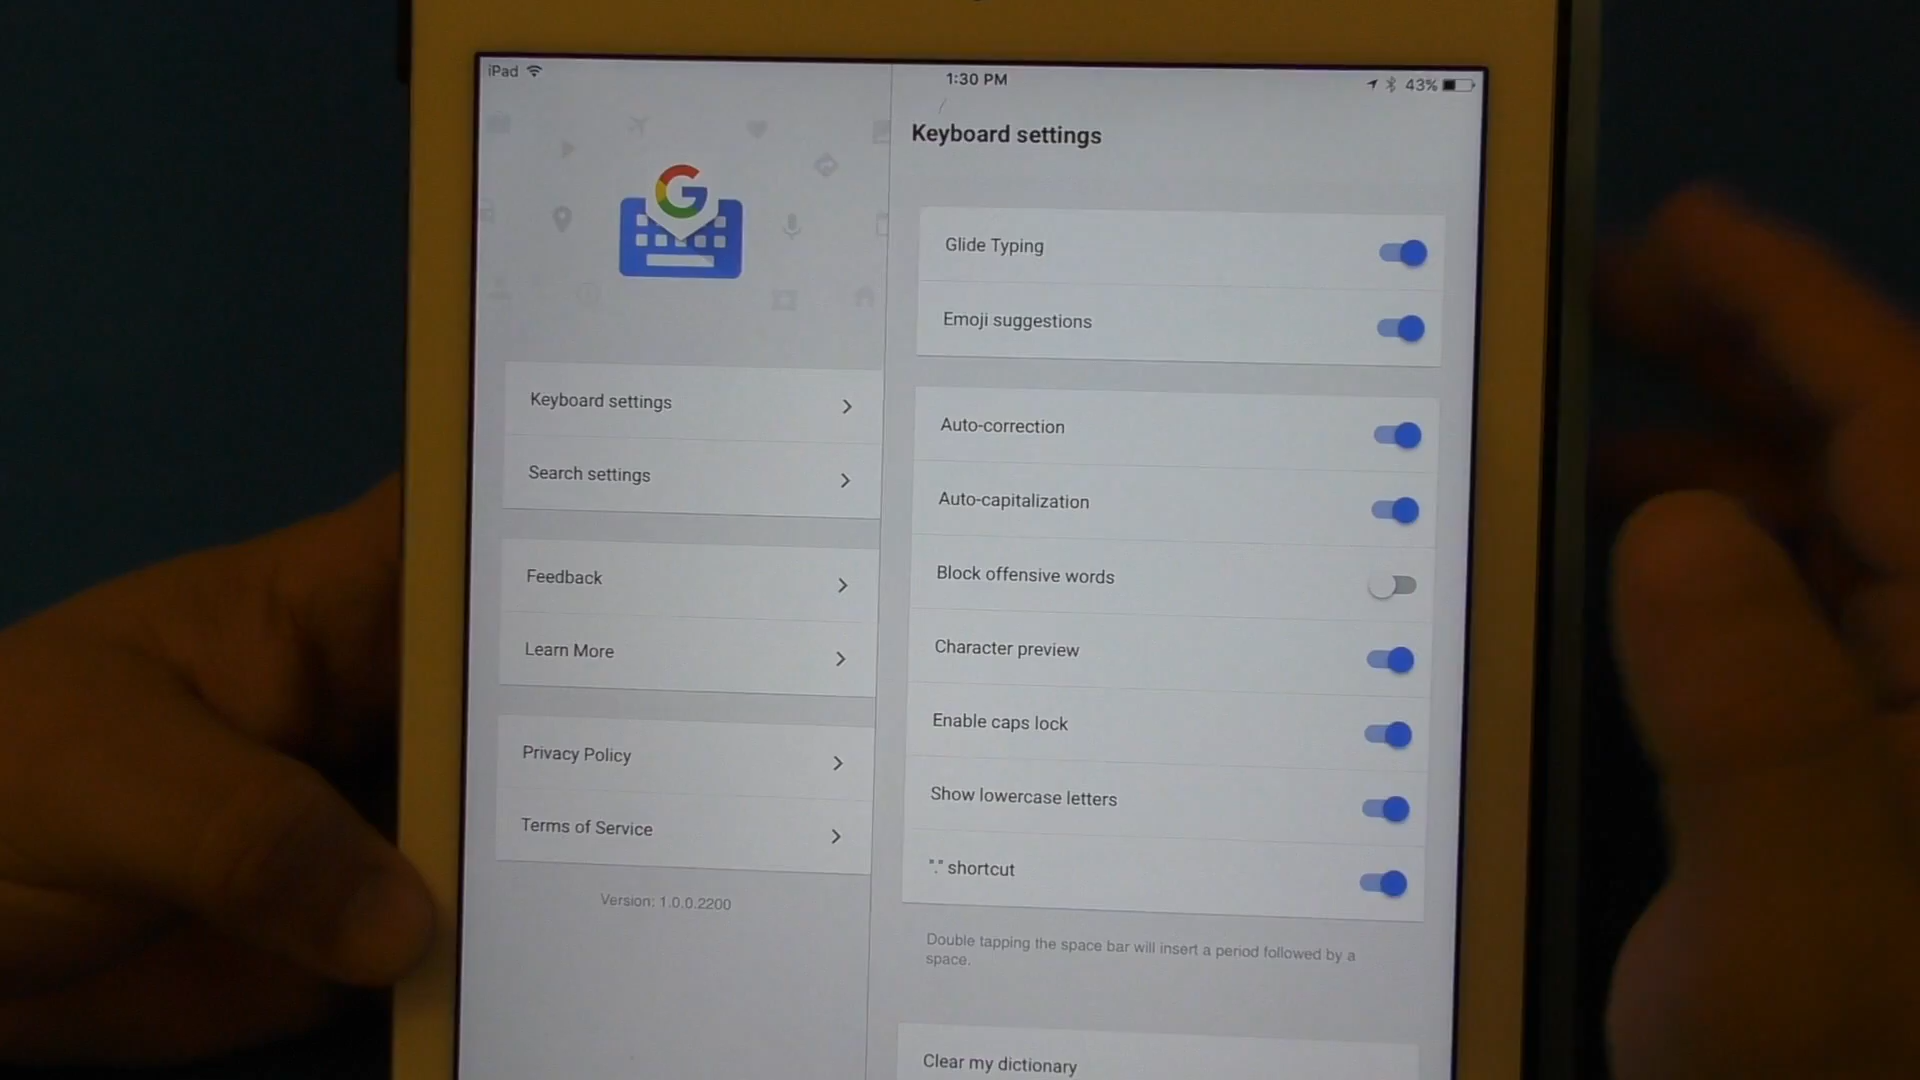 iPad
1:30 PM
43%
Keyboard settings
Search settings
Feedback
Learn More
Privacy Policy
Terms of Service
Version: 1.0.0.2200
Keyboard settings
Glide Typing
Emoji suggestions
Auto-correction
Auto-capitalization
Block offensive words
Character preview
Enable caps lock
Show lowercase letters
"." shortcut
Double tapping the space bar will insert a period followed by a
space.
Clear my dictionary